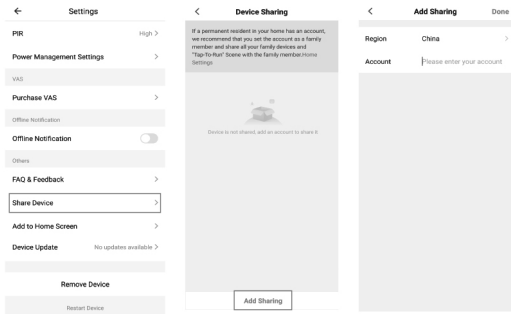 Settings
PIR High >
Power Management Settings >
VAS
Purchase VAS >
Offline Notification
Offline Notification
Others
FAQ & Feedback >
Share Device >
Add to Home Screen >
Device Update No updates available >
Remove Device
Restart Device
Device Sharing
If a permanent resident in your home has an account,
we recommend that you set the account as a family
member and share all your family devices and
"Tap-To-Run" Scene with the family member.Home
Settings
Device is not shared, add an account to share it
Add Sharing
Add Sharing Done
Region China >
Account Please enter your account